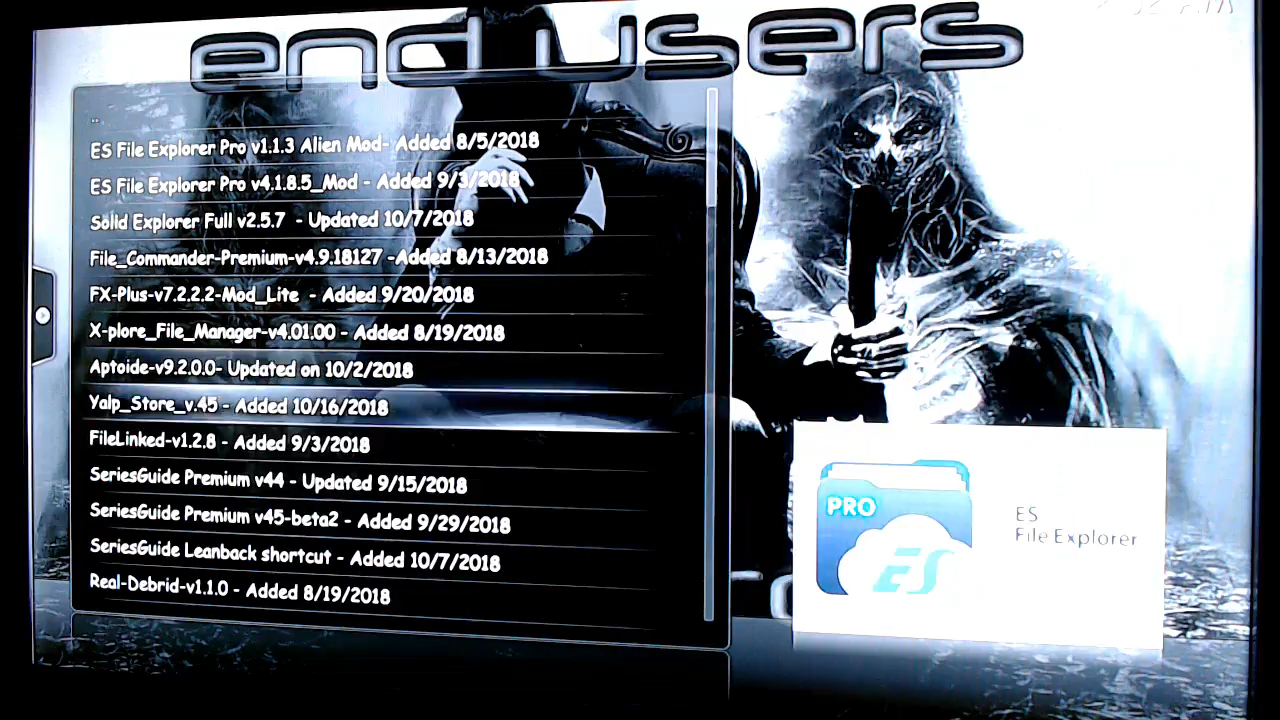 end users
..
ES File Explorer Pro v1.1.3 Alien Mod- Added 8/5/2018
ES File Explorer Pro v4.1.8.5_Mod - Added 9/3/2018
Solid Explorer Full v2.5.7 - Updated 10/7/2018
File_Commander-Premium-v4.9.18127 -Added 8/13/2018
FX-Plus-v7.2.2.2-Mod_Lite - Added 9/20/2018
X-plore_File_Manager-v4.01.00 - Added 8/19/2018
Aptoide-v9.2.0.0- Updated on 10/2/2018
Yalp_Store_v.45 - Added 10/16/2018
FileLinked-v1.2.8 - Added 9/3/2018
SeriesGuide Premium v44 - Updated 9/15/2018
SeriesGuide Premium v45-beta2 - Added 9/29/2018
SeriesGuide Leanback shortcut - Added 10/7/2018
Real-Debrid-v1.1.0 - Added 8/19/2018
PRO
ES
ES
File Explorer